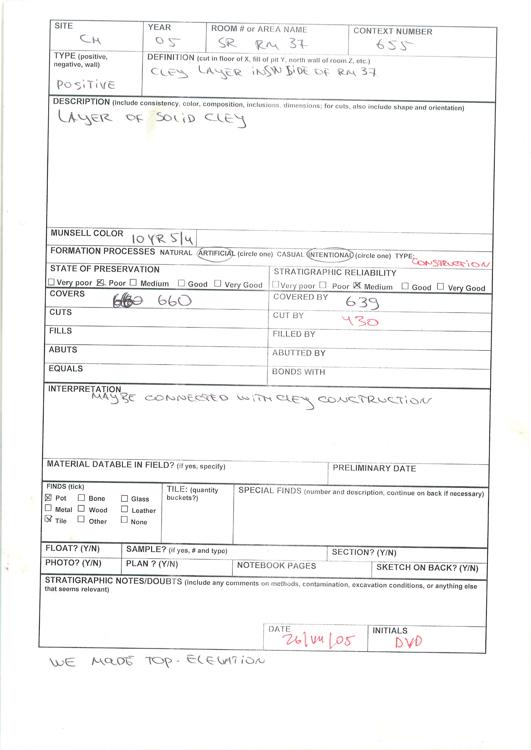 SITE YEAR ROOM # or AREA NAME CONTEXT NUMBER
CH 05 SR RM 37 655
TYPE (positive, negative, wall) DEFINITION (cut in floor of X, fill of pit Y, north wall of room Z, etc.)
POSITIVE CLEY LAYER INSIDE OF RM 37
DESCRIPTION (include consistency, color, composition, inclusions, dimensions; for cuts, also include shape and orientation)
LAYER OF SOLID CLEY
MUNSELL COLOR 10 YR 5/4
FORMATION PROCESSES NATURAL ARTIFICIAL (circle one) CASUAL INTENTIONAL (circle one) TYPE: CONSTRUCTION
STATE OF PRESERVATION STRATIGRAPHIC RELIABILITY
☐ Very poor ☒ Poor ☐ Medium ☐ Good ☐ Very Good ☐ Very poor ☐ Poor ☒ Medium ☐ Good ☐ Very Good
COVERS 660 COVERED BY 639
CUTS CUT BY 430
FILLS FILLED BY
ABUTS ABUTTED BY
EQUALS BONDS WITH
INTERPRETATION
MAYBE CONNECTED WITH CLEY CONCTRUCTION
MATERIAL DATABLE IN FIELD? (if yes, specify) PRELIMINARY DATE
FINDS (tick) TILE: (quantity buckets?) SPECIAL FINDS (number and description, continue on back if necessary)
☒ Pot ☐ Bone ☐ Glass
☐ Metal ☐ Wood ☐ Leather
☒ Tile ☐ Other ☐ None
FLOAT? (Y/N) SAMPLE? (if yes, # and type) SECTION? (Y/N)
PHOTO? (Y/N) PLAN ? (Y/N) NOTEBOOK PAGES SKETCH ON BACK? (Y/N)
STRATIGRAPHIC NOTES/DOUBTS (Include any comments on methods, contamination, excavation conditions, or anything else
that seems relevant)
DATE INITIALS
26/VII/05 DVD
WE MADE TOP-ELEVATION